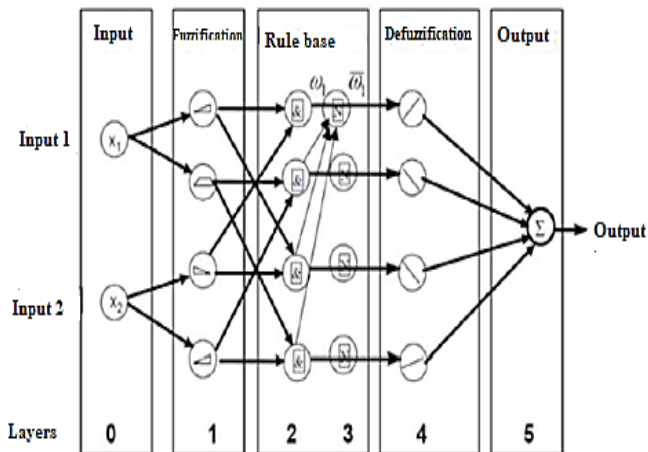 Input Fuzzification Rule base Defuzzification Output
ω₁ ω̅₁
Input 1
X₁
& & & &
Σ Output
Input 2
X₂
Layers 0 1 2 3 4 5